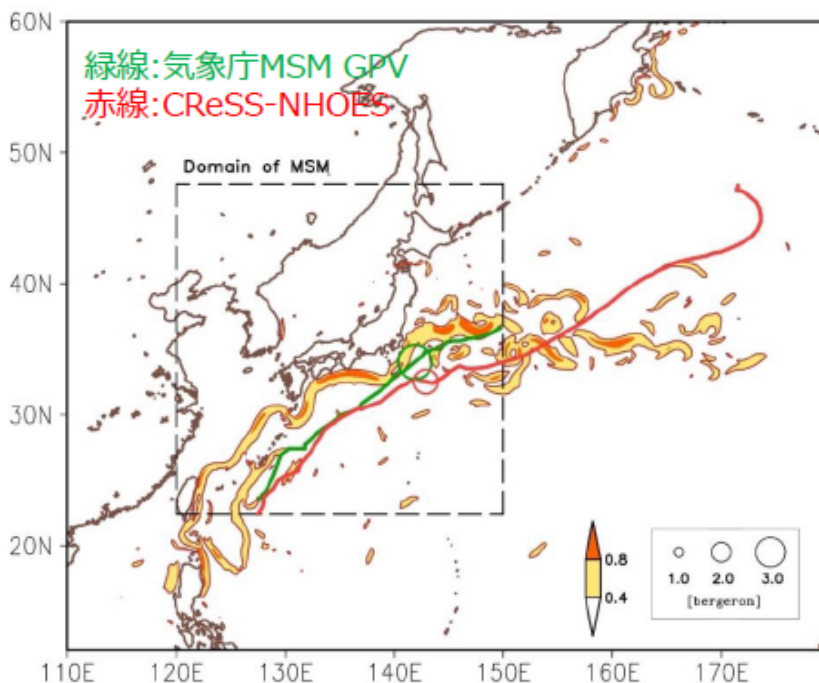 60N
緑線:気象庁MSM GPV
赤線:CReSS-NHOES
50N
Domain of MSM
40N
30N
20N
0.8
0.4
1.0 2.0 3.0
[bergeron]
110E 120E 130E 140E 150E 160E 170E